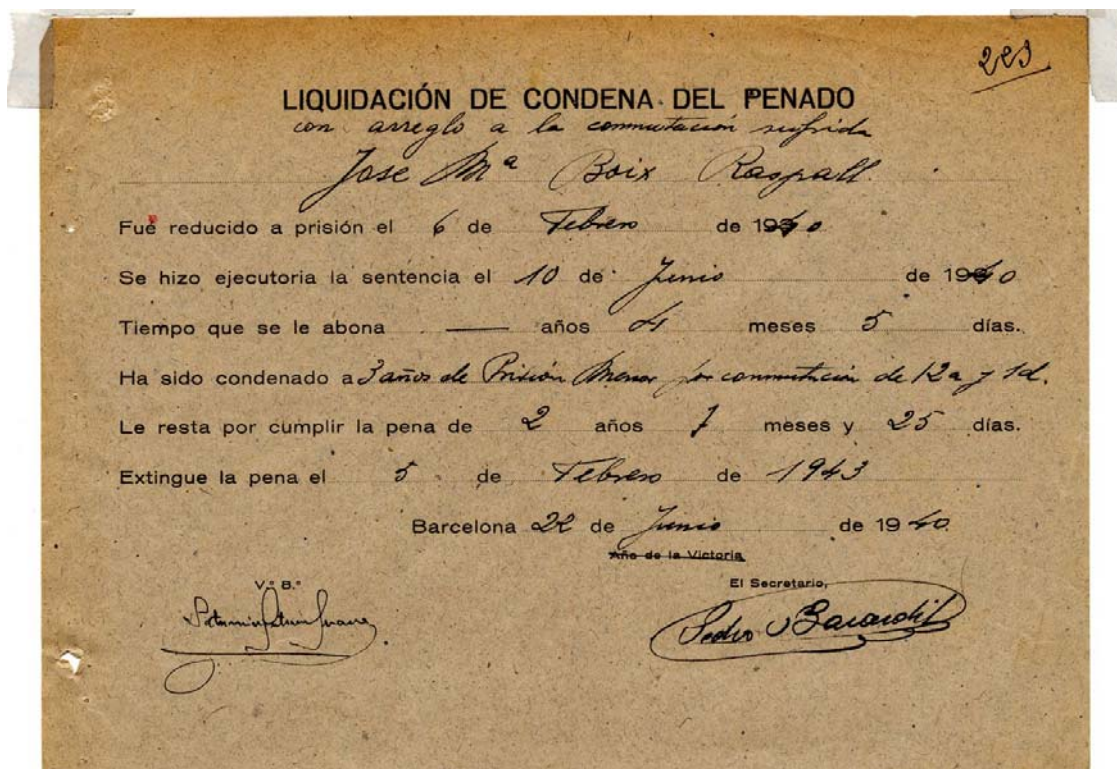 223
LIQUIDACIÓN DE CONDENA DEL PENADO
con arreglo a la conmutación sufrida
Jose Mª Boix Raspall
Fué reducido a prisión el 6 de Febrero de 1940
Se hizo ejecutoria la sentencia el 10 de Junio de 1940
Tiempo que se le abona — años 4 meses 5 días.
Ha sido condenado a 3 años de Prisión Menor por conmutación de 12 a y 1 d.
Le resta por cumplir la pena de 2 años 7 meses y 25 días.
Extingue la pena el 5 de Febrero de 1943
Barcelona 22 de Junio de 1940
Año de la Victoria
V.º B.º
El Secretario,
Pedro